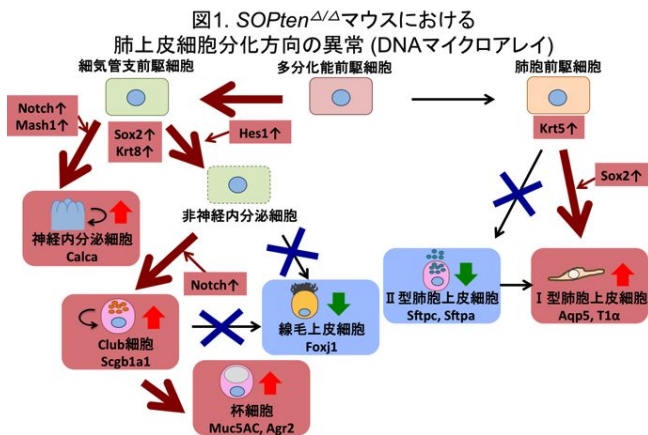 図1. SOPten^Δ/Δマウスにおける
肺上皮細胞分化方向の異常 (DNAマイクロアレイ)
細気管支前駆細胞
多分化能前駆細胞
肺胞前駆細胞
Notch↑
Mash1↑
Sox2↑
Krt8↑
Hes1↑
Krt5↑
Sox2↑
非神経内分泌細胞
神経内分泌細胞
Calca
Notch↑
Club細胞
Scgb1a1
線毛上皮細胞
Foxj1
Ⅱ型肺胞上皮細胞
Sftpc, Sftpa
Ⅰ型肺胞上皮細胞
Aqp5, T1α
杯細胞
Muc5AC, Agr2